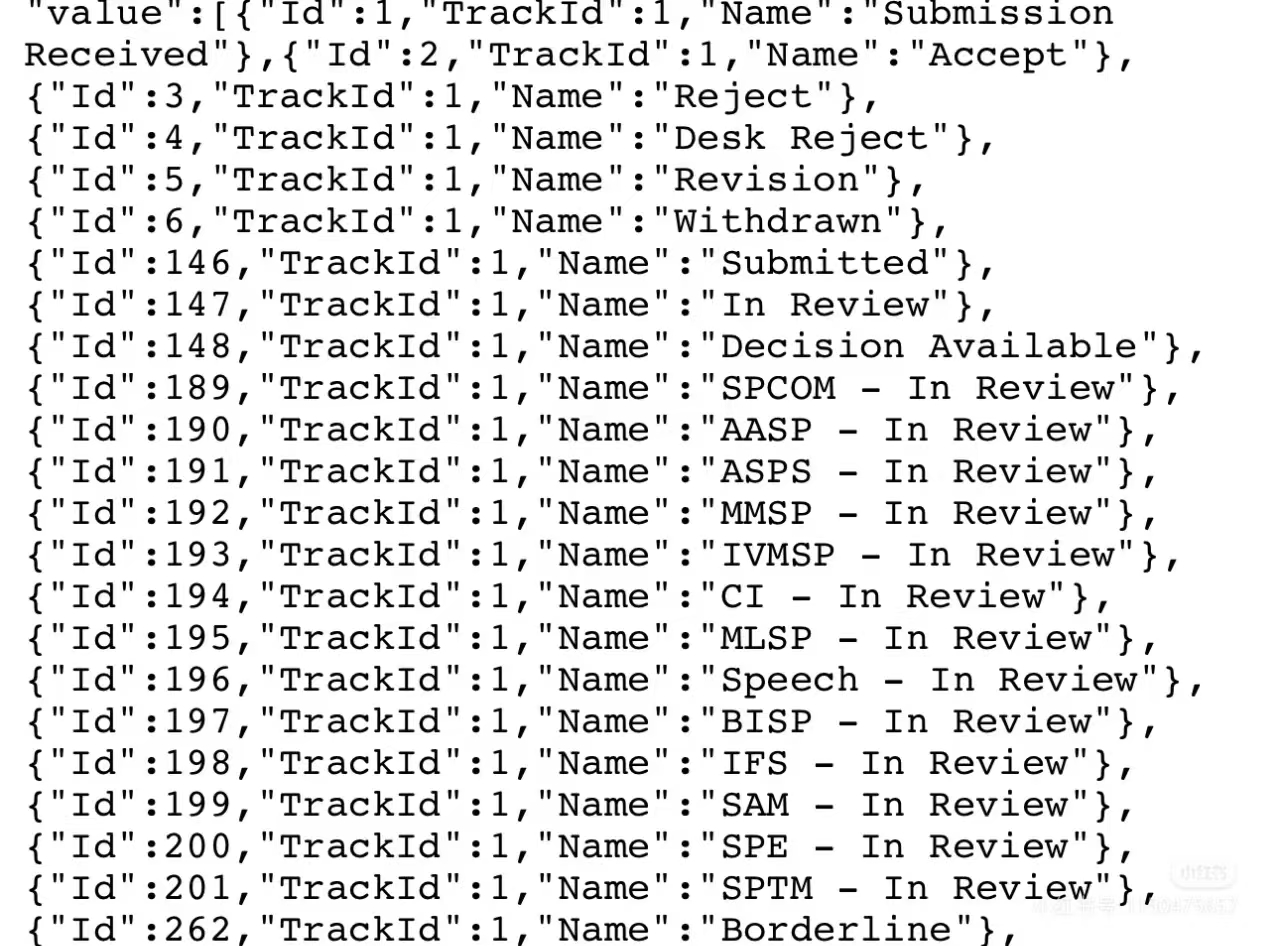 "value":[{"Id":1,"TrackId":1,"Name":"Submission
Received"},{"Id":2,"TrackId":1,"Name":"Accept"},
{"Id":3,"TrackId":1,"Name":"Reject"},
{"Id":4,"TrackId":1,"Name":"Desk Reject"},
{"Id":5,"TrackId":1,"Name":"Revision"},
{"Id":6,"TrackId":1,"Name":"Withdrawn"},
{"Id":146,"TrackId":1,"Name":"Submitted"},
{"Id":147,"TrackId":1,"Name":"In Review"},
{"Id":148,"TrackId":1,"Name":"Decision Available"},
{"Id":189,"TrackId":1,"Name":"SPCOM - In Review"},
{"Id":190,"TrackId":1,"Name":"AASP - In Review"},
{"Id":191,"TrackId":1,"Name":"ASPS - In Review"},
{"Id":192,"TrackId":1,"Name":"MMSP - In Review"},
{"Id":193,"TrackId":1,"Name":"IVMSP - In Review"},
{"Id":194,"TrackId":1,"Name":"CI - In Review"},
{"Id":195,"TrackId":1,"Name":"MLSP - In Review"},
{"Id":196,"TrackId":1,"Name":"Speech - In Review"},
{"Id":197,"TrackId":1,"Name":"BISP - In Review"},
{"Id":198,"TrackId":1,"Name":"IFS - In Review"},
{"Id":199,"TrackId":1,"Name":"SAM - In Review"},
{"Id":200,"TrackId":1,"Name":"SPE - In Review"},
{"Id":201,"TrackId":1,"Name":"SPTM - In Review"},
{"Id":262,"TrackId":1,"Name":"Borderline"},
小红书